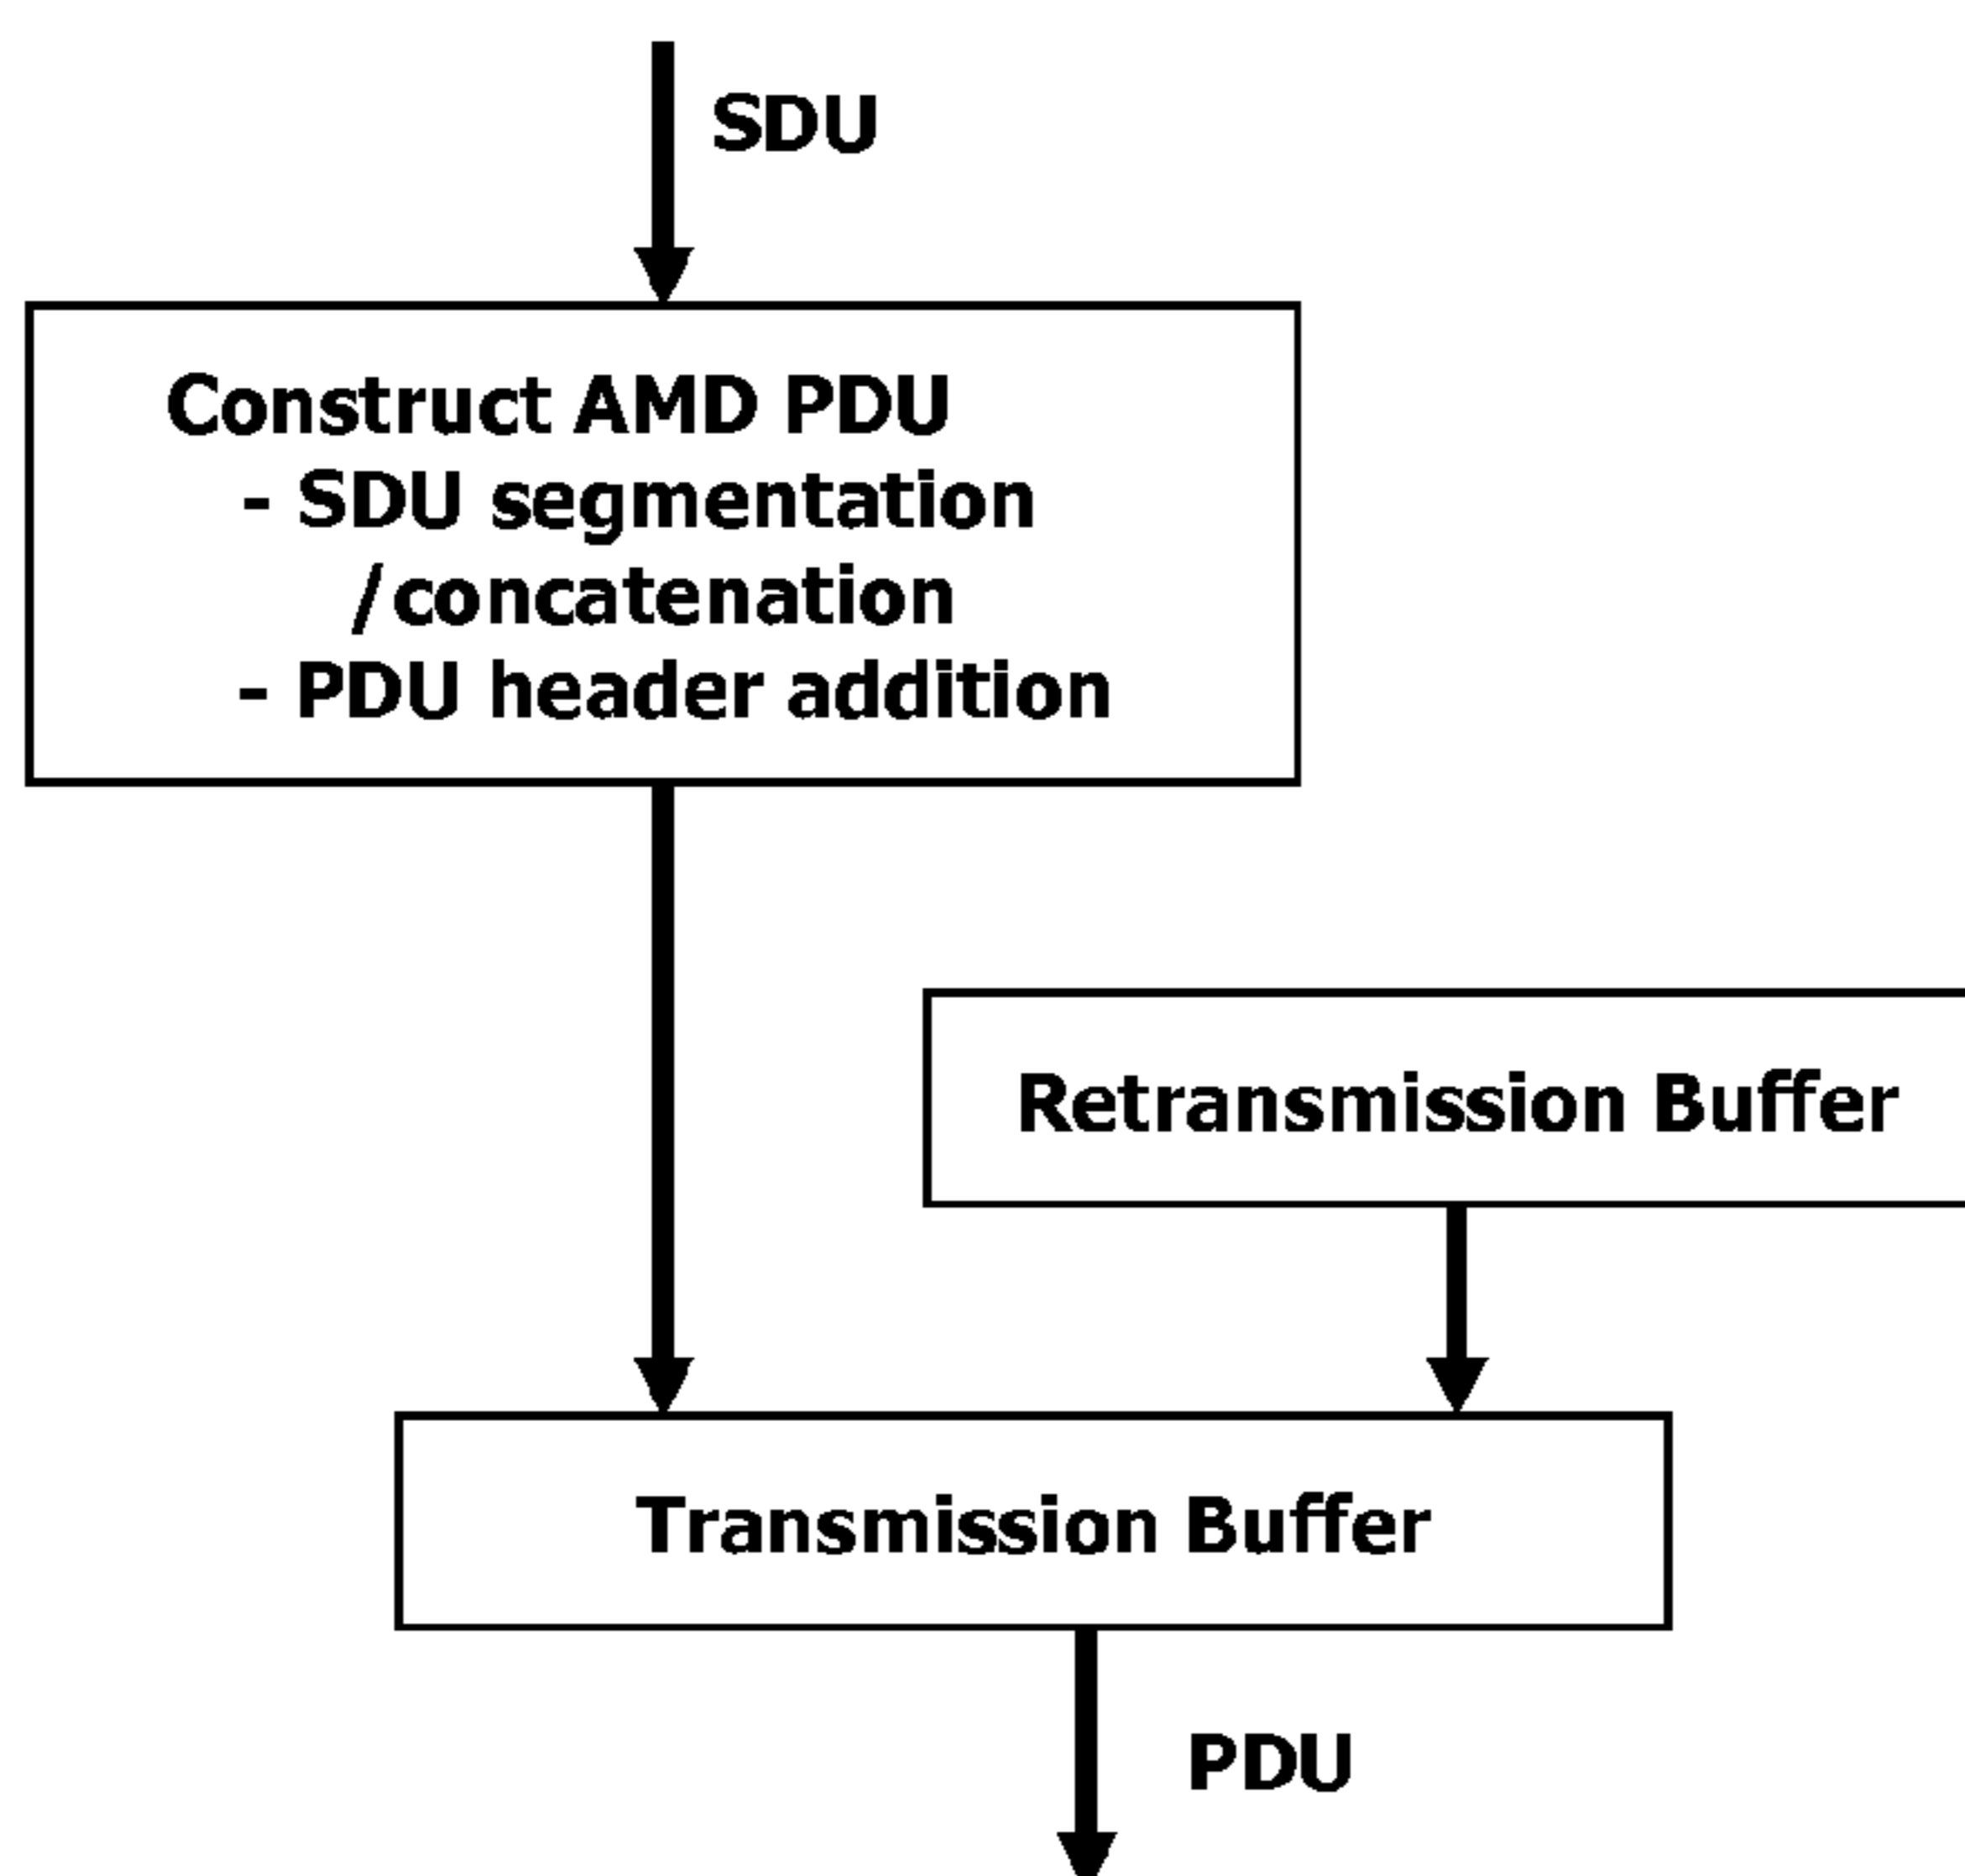 SDU
Construct AMD PDU
- SDU segmentation
/concatenation
- PDU header addition
Retransmission Buffer
Transmission Buffer
PDU